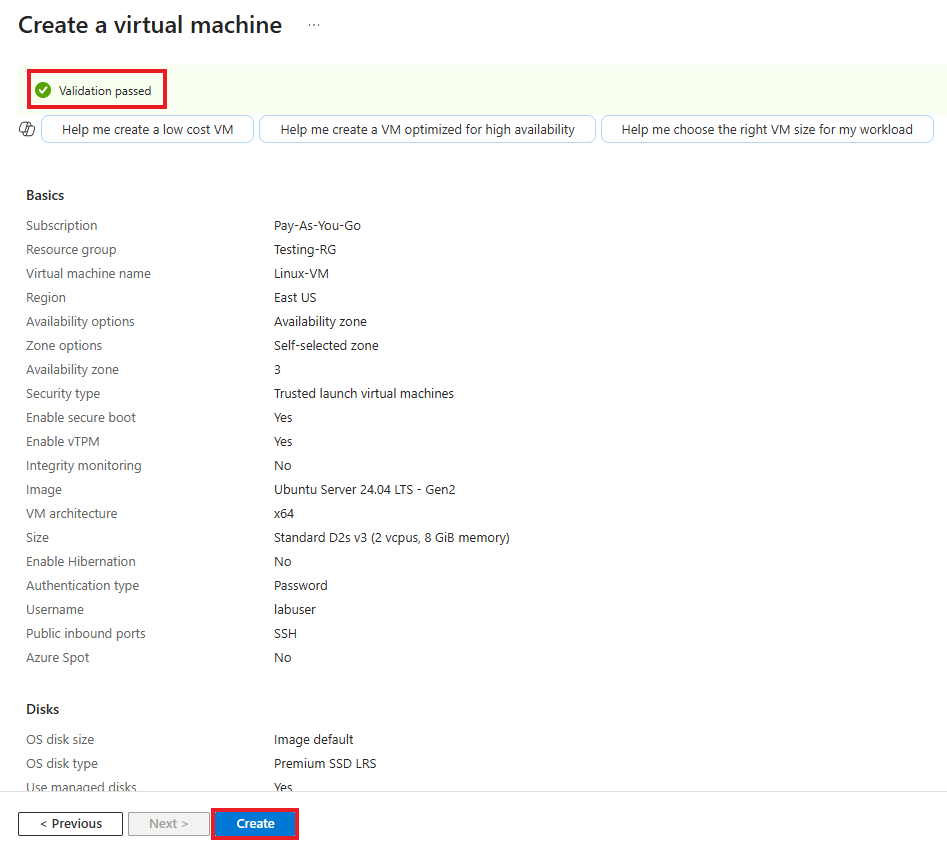 Create a virtual machine ...
Validation passed
Help me create a low cost VM Help me create a VM optimized for high availability Help me choose the right VM size for my workload
Basics
Subscription Pay-As-You-Go
Resource group Testing-RG
Virtual machine name Linux-VM
Region East US
Availability options Availability zone
Zone options Self-selected zone
Availability zone 3
Security type Trusted launch virtual machines
Enable secure boot Yes
Enable vTPM Yes
Integrity monitoring No
Image Ubuntu Server 24.04 LTS - Gen2
VM architecture x64
Size Standard D2s v3 (2 vcpus, 8 GiB memory)
Enable Hibernation No
Authentication type Password
Username labuser
Public inbound ports SSH
Azure Spot No
Disks
OS disk size Image default
OS disk type Premium SSD LRS
Use managed disks Yes
< Previous Next > Create